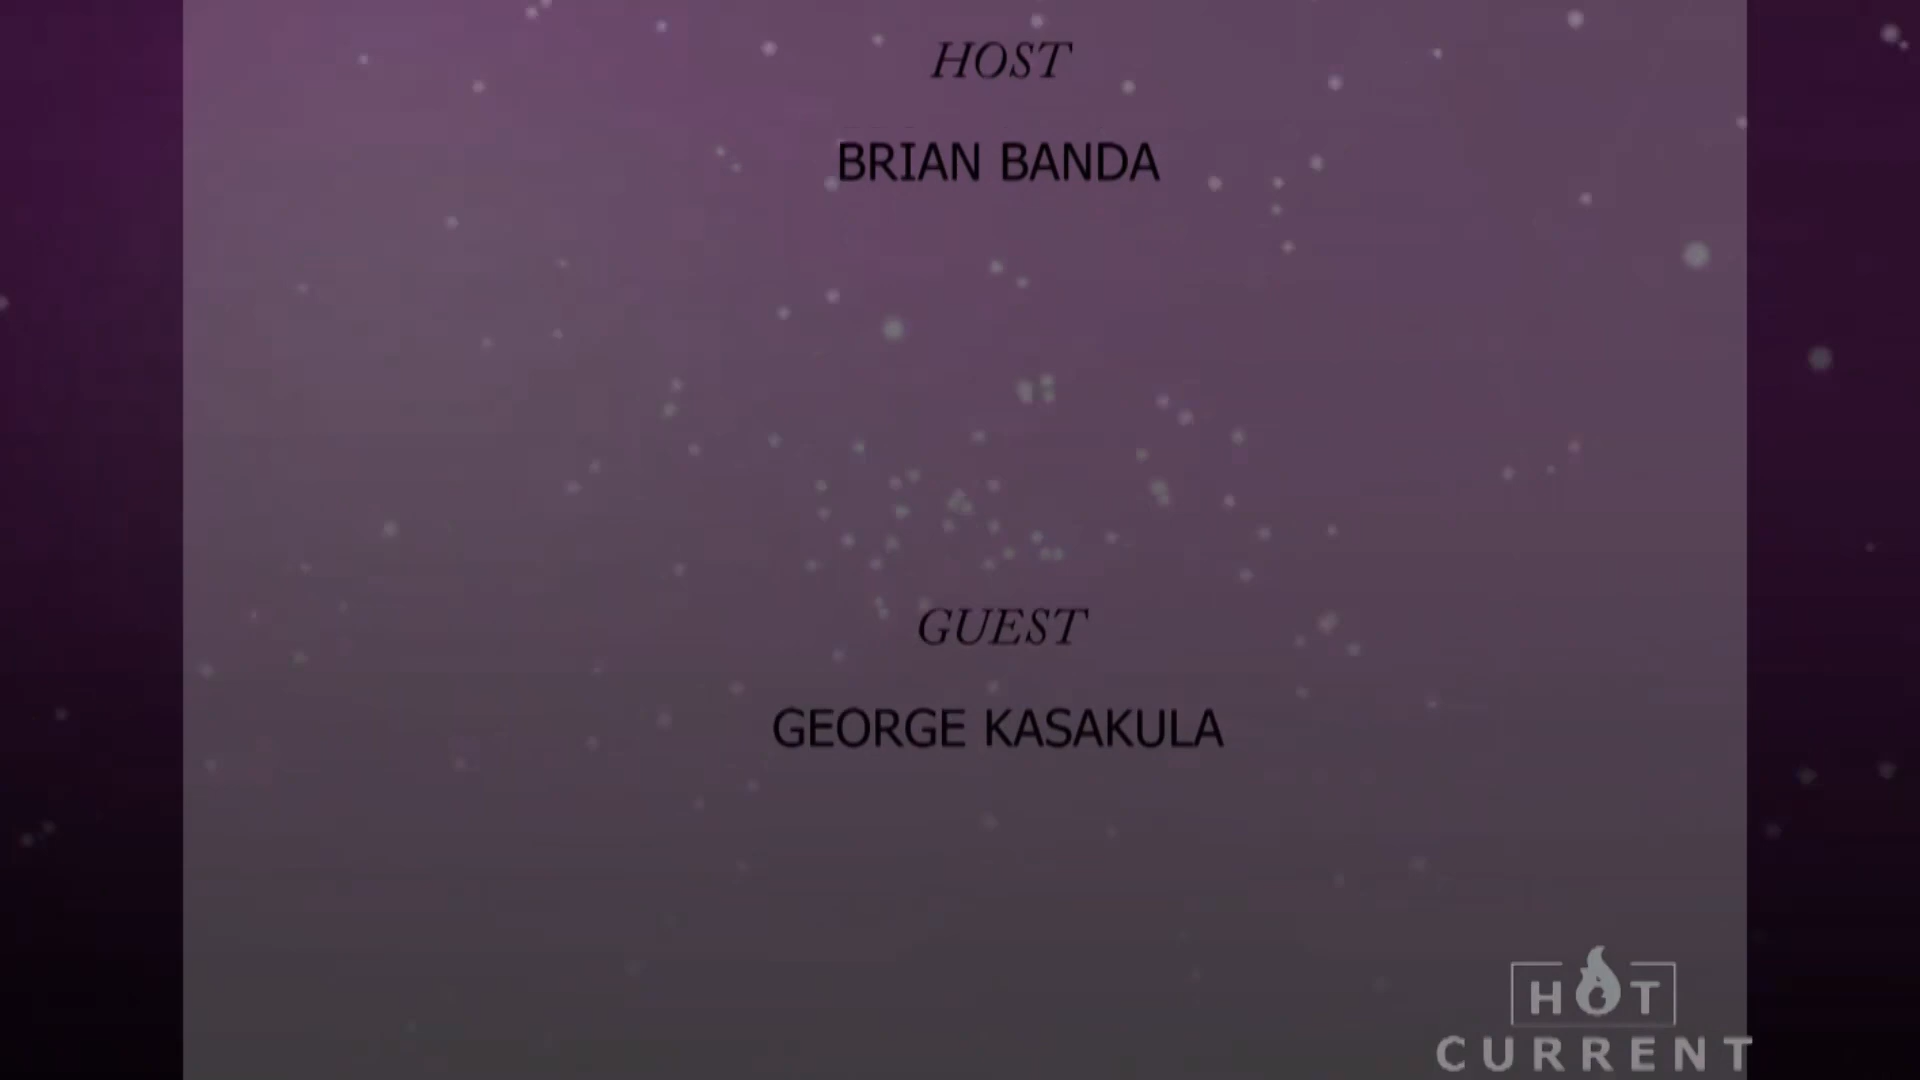 HOST
BRIAN BANDA
GUEST
GEORGE KASAKULA
HOT
CURRENT